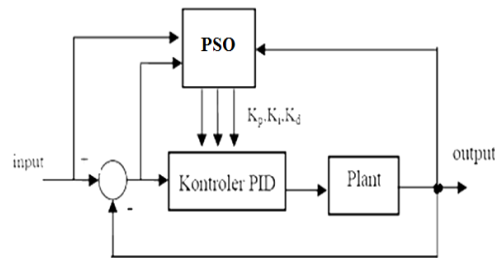 PSO
Kp.Ki.Kd
input
Kontroler PID
Plant
output
-
-